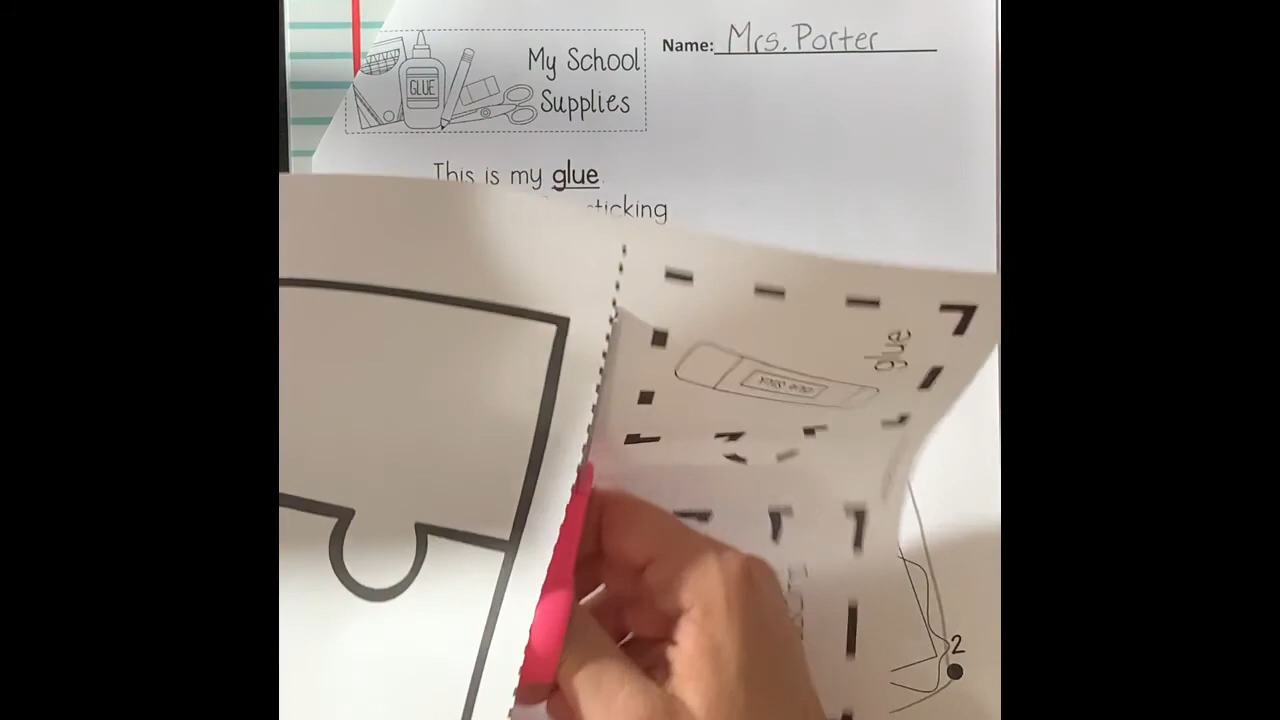 My School
Supplies
GLUE
Name: Mrs. Porter
This is my glue.
sticking
glue
2